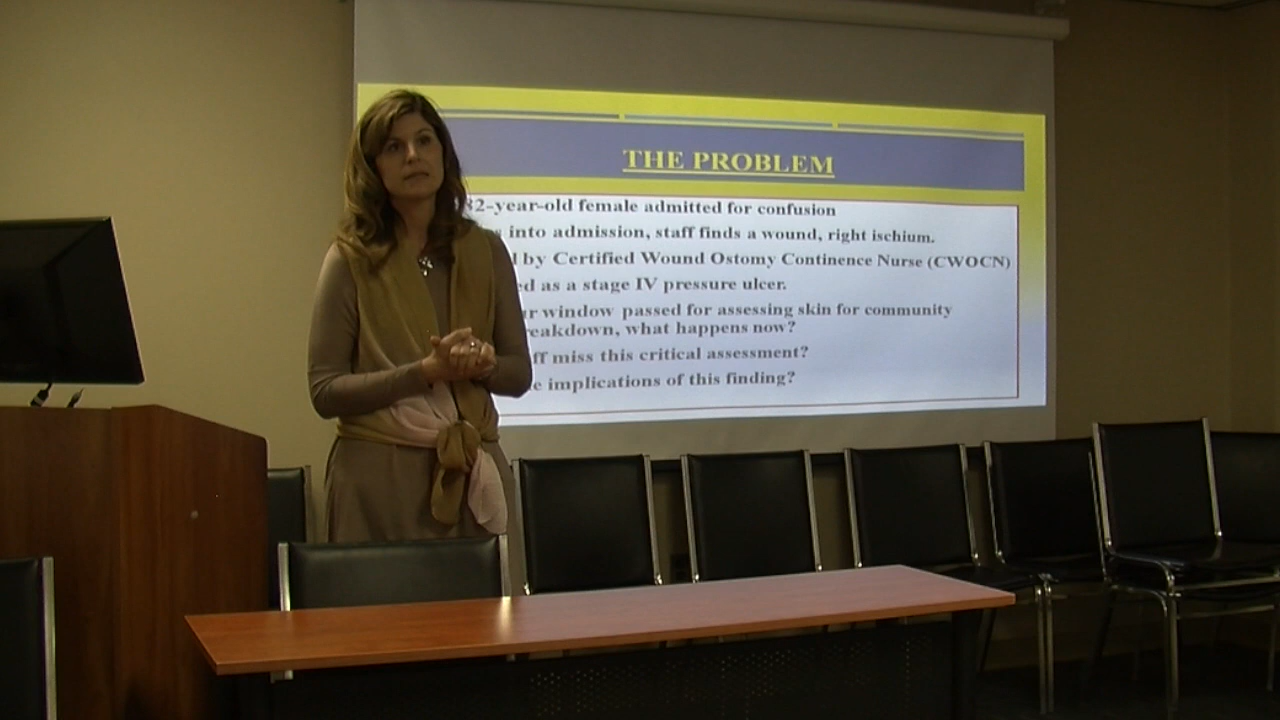 THE PROBLEM
82-year-old female admitted for confusion
into admission, staff finds a wound, right ischium.
by Certified Wound Ostomy Continence Nurse (CWOCN)
as a stage IV pressure ulcer.
window passed for assessing skin for community
what happens now?
miss this critical assessment?
implications of this finding?